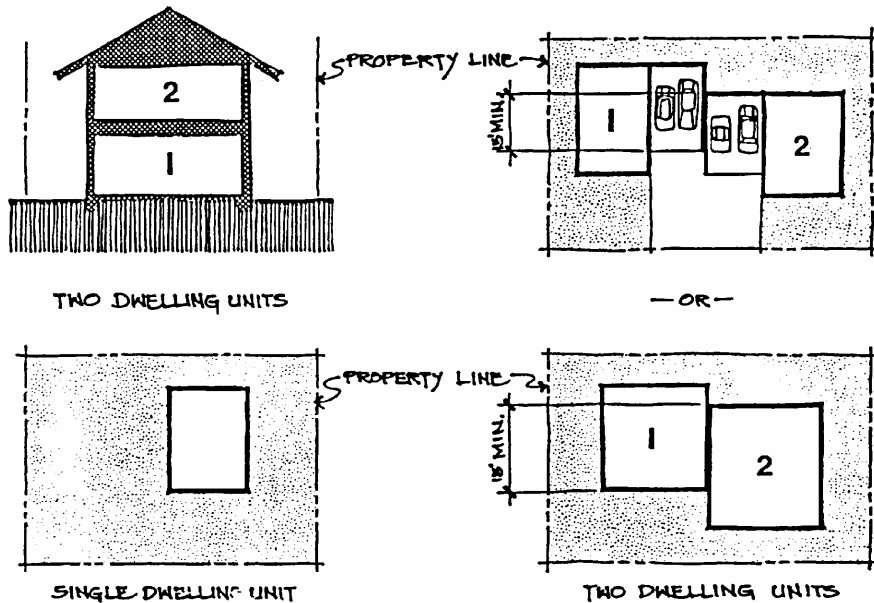 2
1
PROPERTY LINE
15' MIN.
1
2
TWO DWELLING UNITS
— OR —
PROPERTY LINE
18' MIN.
1
2
SINGLE DWELLING UNIT
TWO DWELLING UNITS